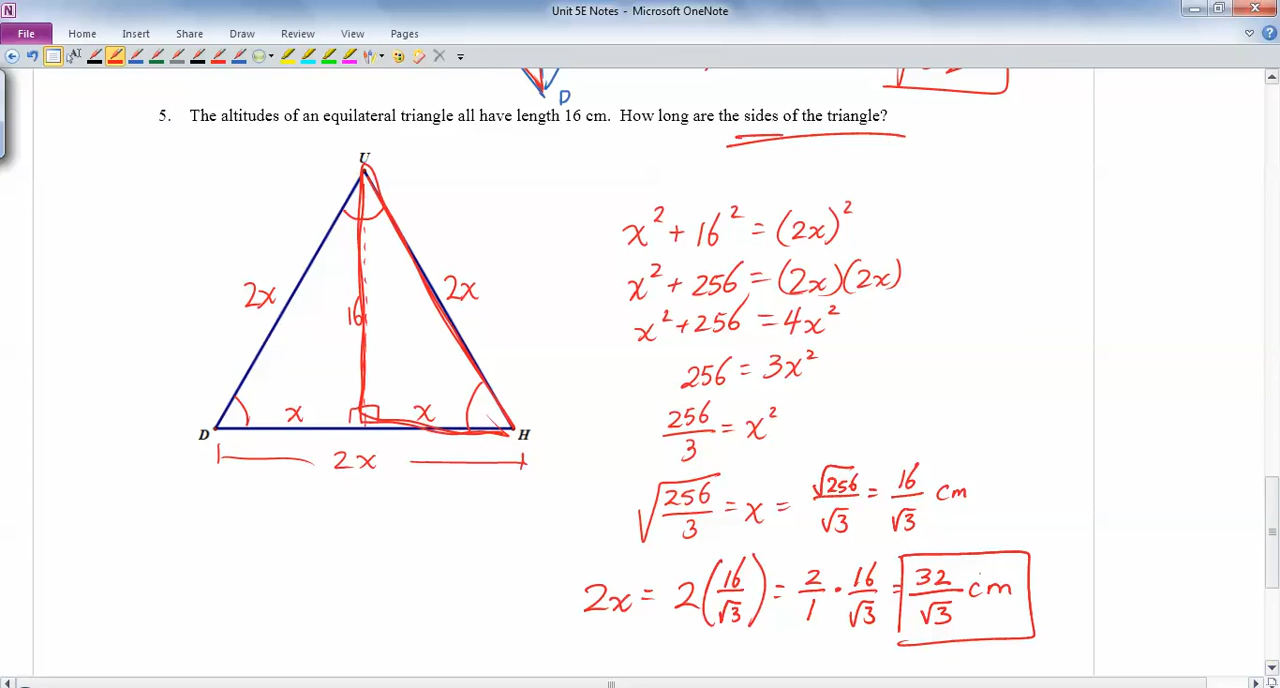 Unit 5E Notes - Microsoft OneNote
File Home Insert Share Draw Review View Pages
D
5. The altitudes of an equilateral triangle all have length 16 cm. How long are the sides of the triangle?
U
2x
2x
16
x
x
D
H
2x
x² + 16² = (2x)²
x² + 256 = (2x)(2x)
x² + 256 = 4x²
256 = 3x²
256/3 = x²
√(256/3) = x = √256/√3 = 16/√3 cm
2x = 2(16/√3) = 2/1 · 16/√3 = 32/√3 cm